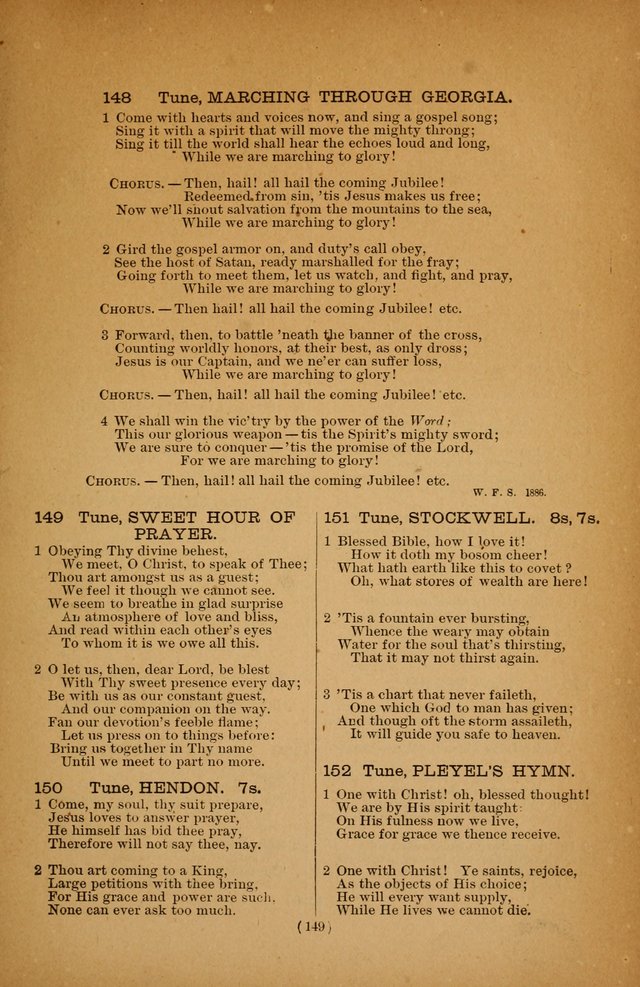 148 Tune, MARCHING THROUGH GEORGIA.
1 Come with hearts and voices now, and sing a gospel song;
Sing it with a spirit that will move the mighty throng;
Sing it till the world shall hear the echoes loud and long,
While we are marching to glory!
CHORUS. — Then, hail! all hail the coming Jubilee!
Redeemed from sin, 'tis Jesus makes us free;
Now we'll shout salvation from the mountains to the sea,
While we are marching to glory!
2 Gird the gospel armor on, and duty's call obey,
See the host of Satan, ready marshalled for the fray;
Going forth to meet them, let us watch, and fight, and pray,
While we are marching to glory!
CHORUS. — Then hail! all hail the coming Jubilee! etc.
3 Forward, then, to battle 'neath the banner of the cross,
Counting worldly honors, at their best, as only dross;
Jesus is our Captain, and we ne'er can suffer loss,
While we are marching to glory!
CHORUS. — Then, hail! all hail the coming Jubilee! etc.
4 We shall win the vic'try by the power of the Word;
This our glorious weapon — tis the Spirit's mighty sword;
We are sure to conquer — 'tis the promise of the Lord,
For we are marching to glory!
CHORUS. — Then, hail! all hail the coming Jubilee! etc.
W. F. S. 1886.
149 Tune, SWEET HOUR OF
PRAYER.
1 Obeying Thy divine behest,
We meet, O Christ, to speak of Thee;
Thou art amongst us as a guest;
We feel it though we cannot see.
We seem to breathe in glad surprise
An atmosphere of love and bliss,
And read within each other's eyes
To whom it is we owe all this.
2 O let us, then, dear Lord, be blest
With Thy sweet presence every day;
Be with us as our constant guest,
And our companion on the way.
Fan our devotion's feeble flame;
Let us press on to things before:
Bring us together in Thy name
Until we meet to part no more.
150 Tune, HENDON. 7s.
1 Come, my soul, thy suit prepare,
Jesus loves to answer prayer,
He himself has bid thee pray,
Therefore will not say thee, nay.
2 Thou art coming to a King,
Large petitions with thee bring,
For His grace and power are such.
None can ever ask too much.
151 Tune, STOCKWELL. 8s, 7s.
1 Blessed Bible, how I love it!
How it doth my bosom cheer!
What hath earth like this to covet?
Oh, what stores of wealth are here!
2 'Tis a fountain ever bursting,
Whence the weary may obtain
Water for the soul that's thirsting,
That it may not thirst again.
3 'Tis a chart that never faileth,
One which God to man has given;
And though oft the storm assaileth,
It will guide you safe to heaven.
152 Tune, PLEYEL'S HYMN.
1 One with Christ! oh, blessed thought!
We are by His spirit taught:
On His fulness now we live,
Grace for grace we thence receive.
2 One with Christ! Ye saints, rejoice,
As the objects of His choice;
He will every want supply,
While He lives we cannot die.
(149)